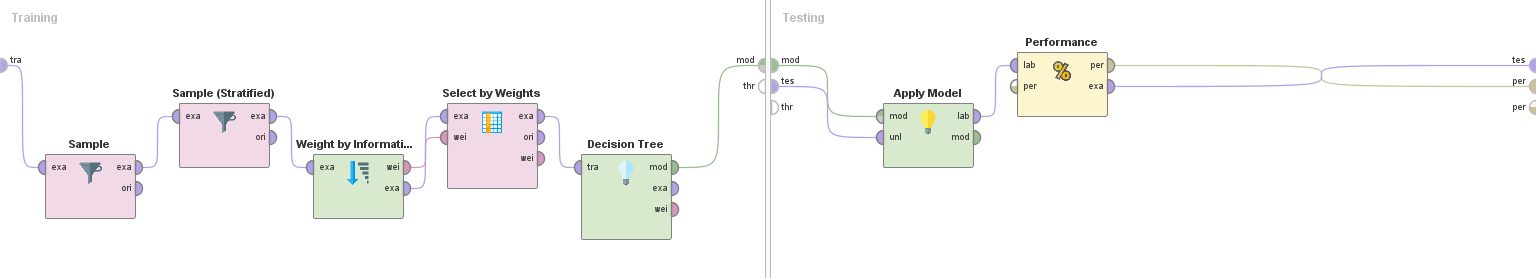 Training
tra
Sample
exa
exa
ori
Sample (Stratified)
exa
exa
ori
Weight by Informati...
exa
wei
exa
Select by Weights
exa
wei
exa
ori
wei
Decision Tree
tra
mod
exa
wei
mod
thr
Testing
mod
tes
thr
Apply Model
mod
unl
lab
mod
Performance
lab
per
%
per
exa
tes
per
per